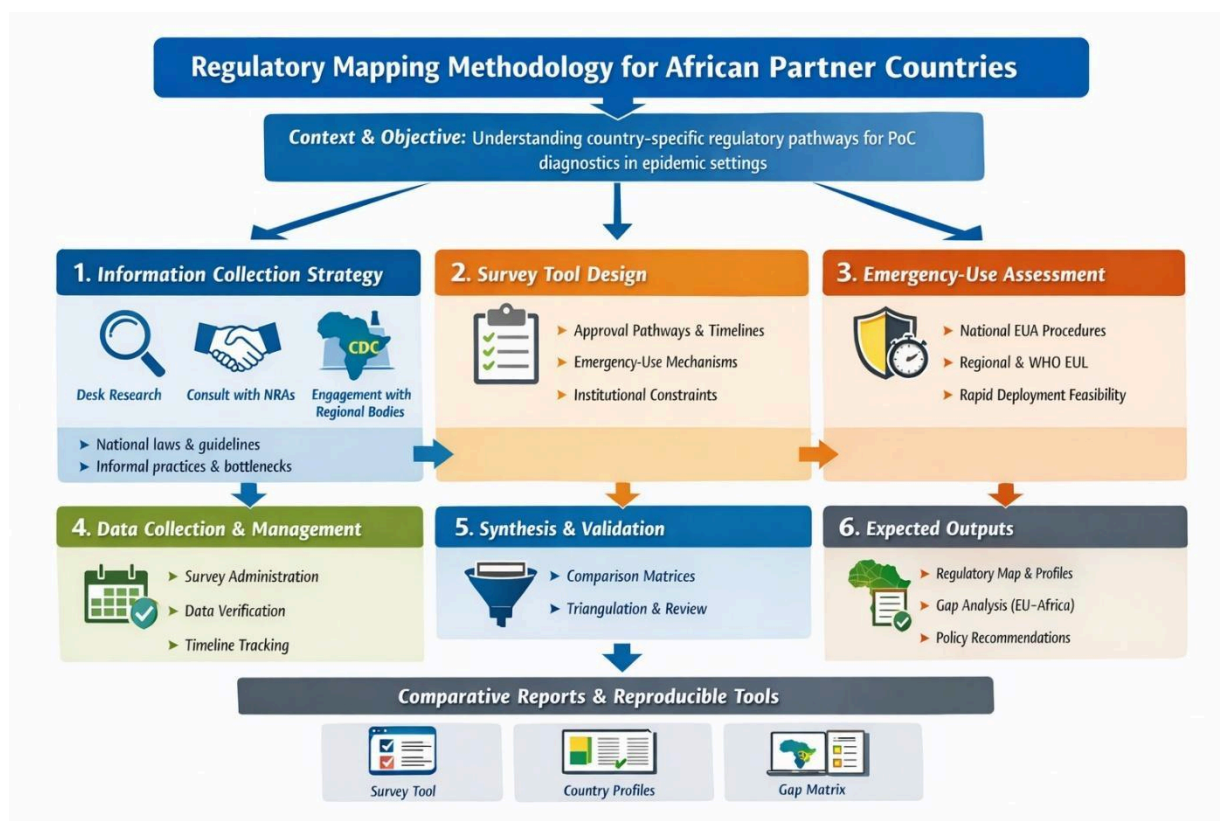 Regulatory Mapping Methodology for African Partner Countries
Context & Objective: Understanding country-specific regulatory pathways for PoC
diagnostics in epidemic settings
1. Information Collection Strategy
CDC
Desk Research
Consult with NRAs
Engagement with
Regional Bodies
➤ National laws & guidelines
➤ Informal practices & bottlenecks
2. Survey Tool Design
➤ Approval Pathways & Timelines
➤ Emergency-Use Mechanisms
➤ Institutional Constraints
3. Emergency-Use Assessment
➤ National EUA Procedures
➤ Regional & WHO EUL
➤ Rapid Deployment Feasibility
4. Data Collection & Management
➤ Survey Administration
➤ Data Verification
➤ Timeline Tracking
5. Synthesis & Validation
➤ Comparison Matrices
➤ Triangulation & Review
6. Expected Outputs
➤ Regulatory Map & Profiles
➤ Gap Analysis (EU–Africa)
➤ Policy Recommendations
Comparative Reports & Reproducible Tools
Survey Tool
Country Profiles
Gap Matrix